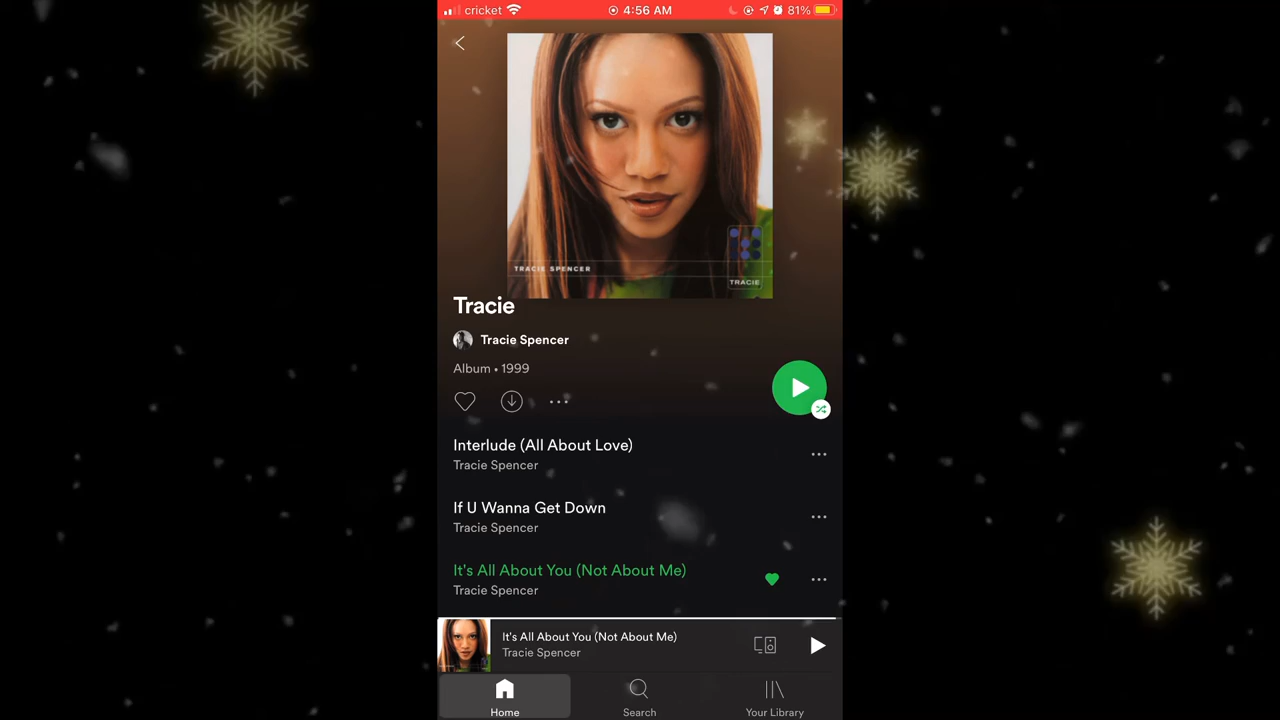 cricket 4:56 AM 81%
TRACIE SPENCER
TRACIE
Tracie
Tracie Spencer
Album • 1999
Interlude (All About Love)
Tracie Spencer
If U Wanna Get Down
Tracie Spencer
It's All About You (Not About Me)
Tracie Spencer
It's All About You (Not About Me)
Tracie Spencer
Home Search Your Library